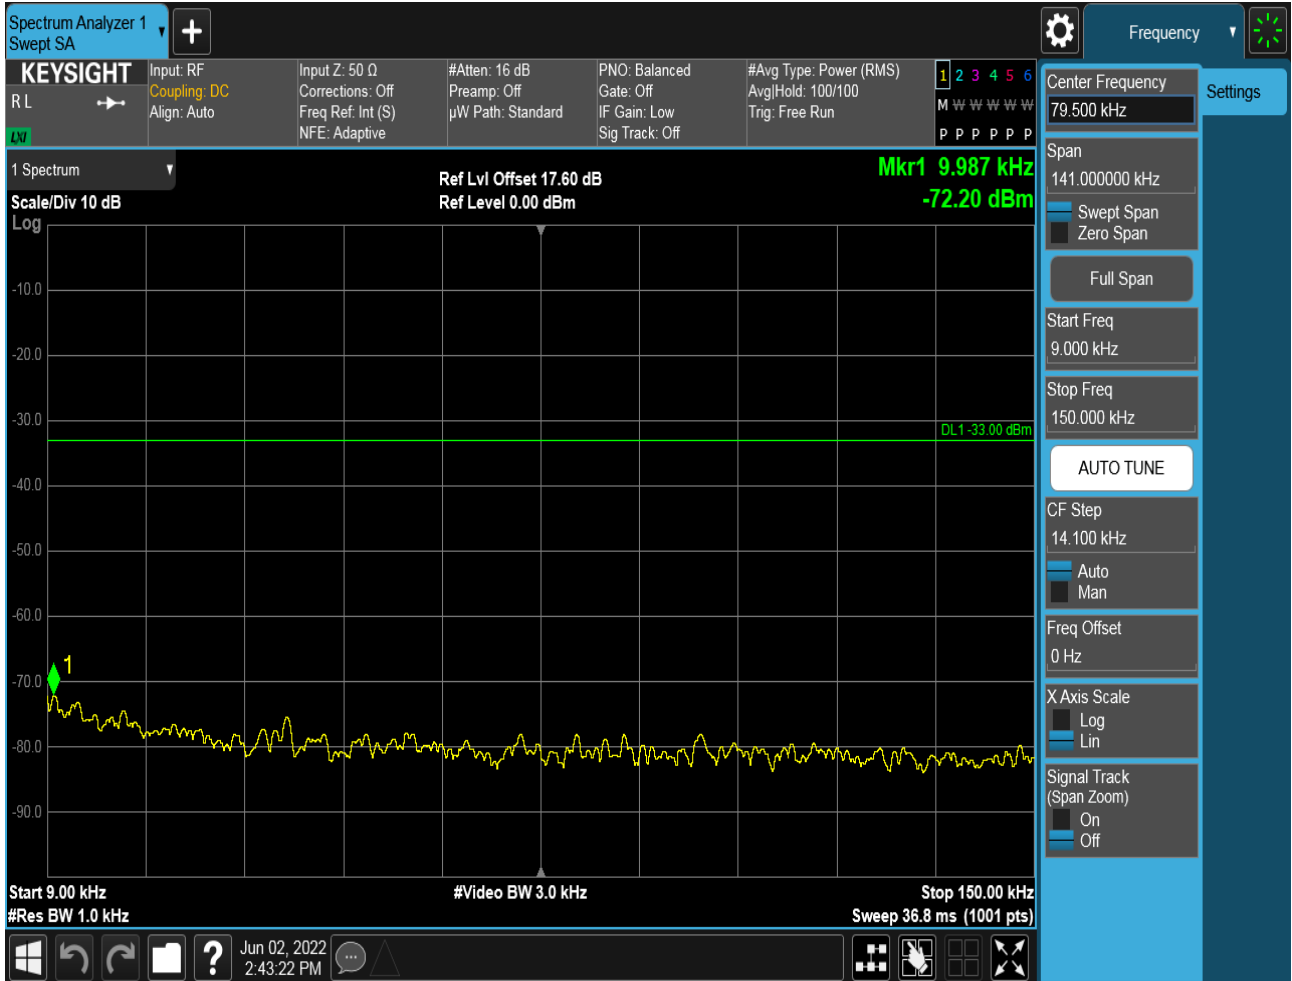 Spectrum Analyzer 1
Swept SA
+
Frequency
KEYSIGHT
R L
LXI
Input: RF
Coupling: DC
Align: Auto
Input Z: 50 Ω
Corrections: Off
Freq Ref: Int (S)
NFE: Adaptive
#Atten: 16 dB
Preamp: Off
µW Path: Standard
PNO: Balanced
Gate: Off
IF Gain: Low
Sig Track: Off
#Avg Type: Power (RMS)
Avg|Hold: 100/100
Trig: Free Run
1 2 3 4 5 6
M W W W W W
P P P P P P
1 Spectrum
Scale/Div 10 dB
Log
Ref Lvl Offset 17.60 dB
Ref Level 0.00 dBm
Mkr1 9.987 kHz
-72.20 dBm
-10.0
-20.0
-30.0
DL1 -33.00 dBm
-40.0
-50.0
-60.0
1
-70.0
-80.0
-90.0
Start 9.00 kHz
#Res BW 1.0 kHz
#Video BW 3.0 kHz
Stop 150.00 kHz
Sweep 36.8 ms (1001 pts)
Center Frequency
79.500 kHz
Settings
Span
141.000000 kHz
Swept Span
Zero Span
Full Span
Start Freq
9.000 kHz
Stop Freq
150.000 kHz
AUTO TUNE
CF Step
14.100 kHz
Auto
Man
Freq Offset
0 Hz
X Axis Scale
Log
Lin
Signal Track
(Span Zoom)
On
Off
?
Jun 02, 2022
2:43:22 PM